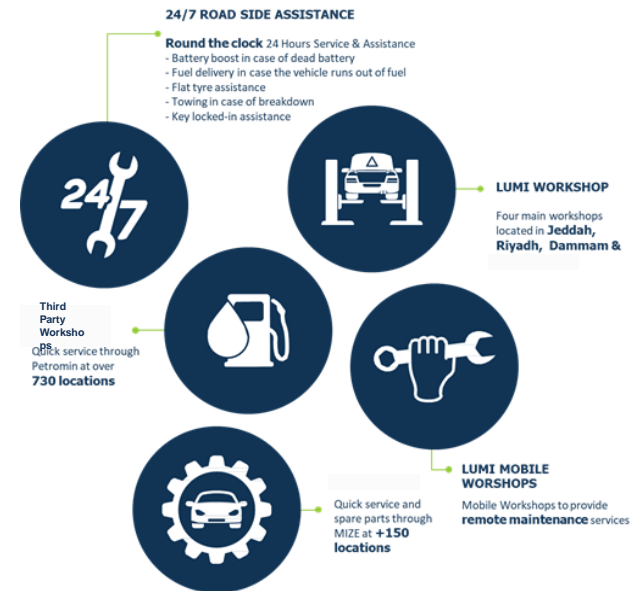 24/7 ROAD SIDE ASSISTANCE
Round the clock 24 Hours Service & Assistance
- Battery boost in case of dead battery
- Fuel delivery in case the vehicle runs out of fuel
- Flat tyre assistance
- Towing in case of breakdown
- Key locked-in assistance
24/7
LUMI WORKSHOP
Four main workshops
located in Jeddah,
Riyadh, Dammam &
Third
Party
Worksho
ps
Quick service through
Petromin at over
730 locations
LUMI MOBILE
WORSHOPS
Mobile Workshops to provide
remote maintenance services
Quick service and
spare parts through
MIZE at +150
locations